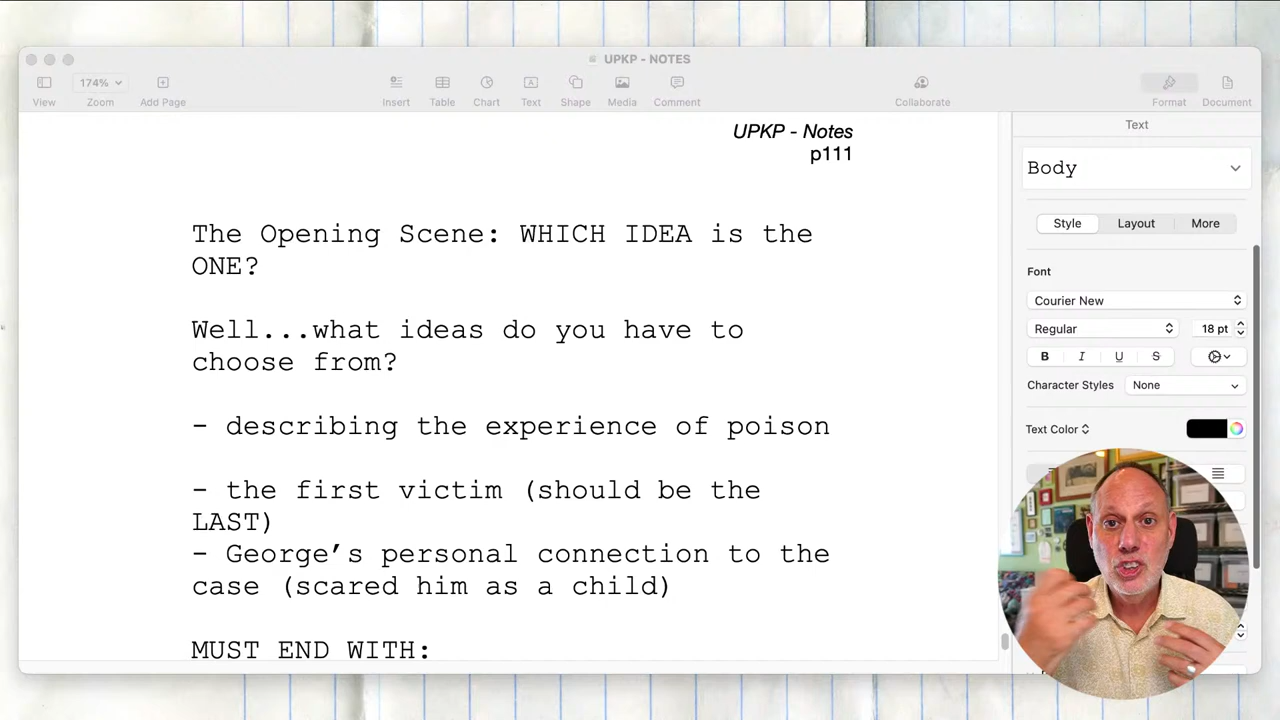 UPKP - NOTES
174%
View
Zoom
Add Page
Insert
Table
Chart
Text
Shape
Media
Comment
Collaborate
Format
Document
UPKP - Notes
p111
The Opening Scene: WHICH IDEA is the
ONE?
Well...what ideas do you have to
choose from?
- describing the experience of poison
- the first victim (should be the
LAST)
- George’s personal connection to the
case (scared him as a child)
MUST END WITH:
Text
Body
Style
Layout
More
Font
Courier New
Regular
18 pt
B
I
U
S
Character Styles
None
Text Color